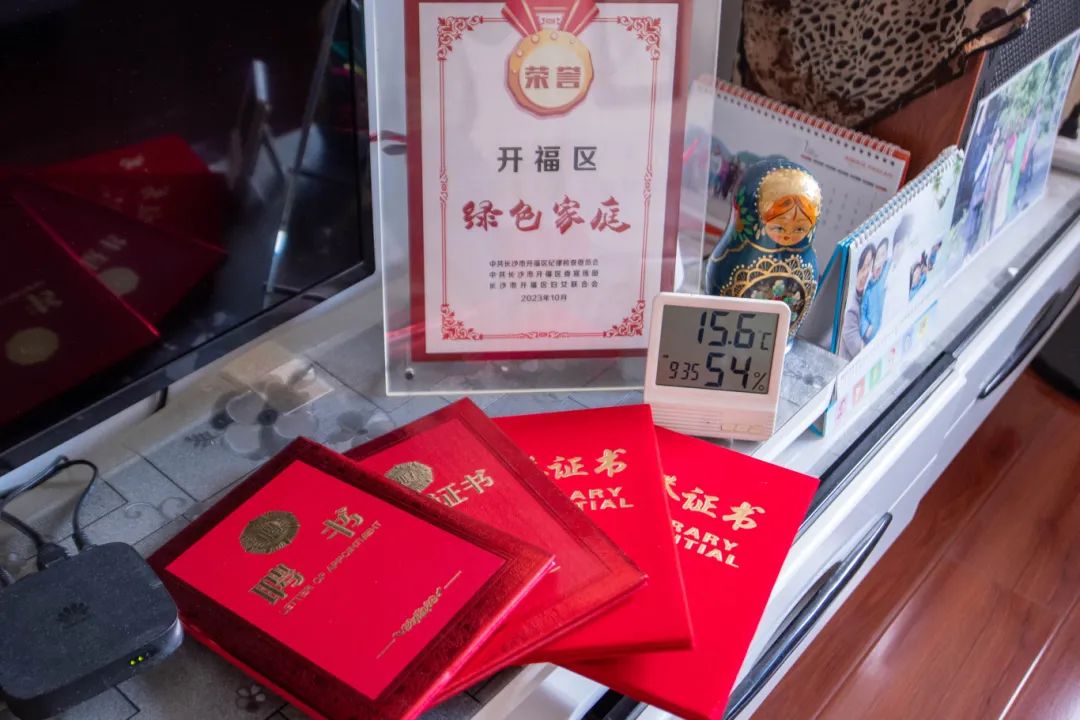 荣誉
开福区
绿色家庭
中共长沙市开福区纪律检查委员会
中共长沙市开福区委宣传部
长沙市开福区妇女联合会
2023年10月
15.6℃
9:35 54%
聘书
LETTER OF APPOINTMENT
证书
证书
RARY
NTIAL
证书
RARY
NTIAL
HUAWEI